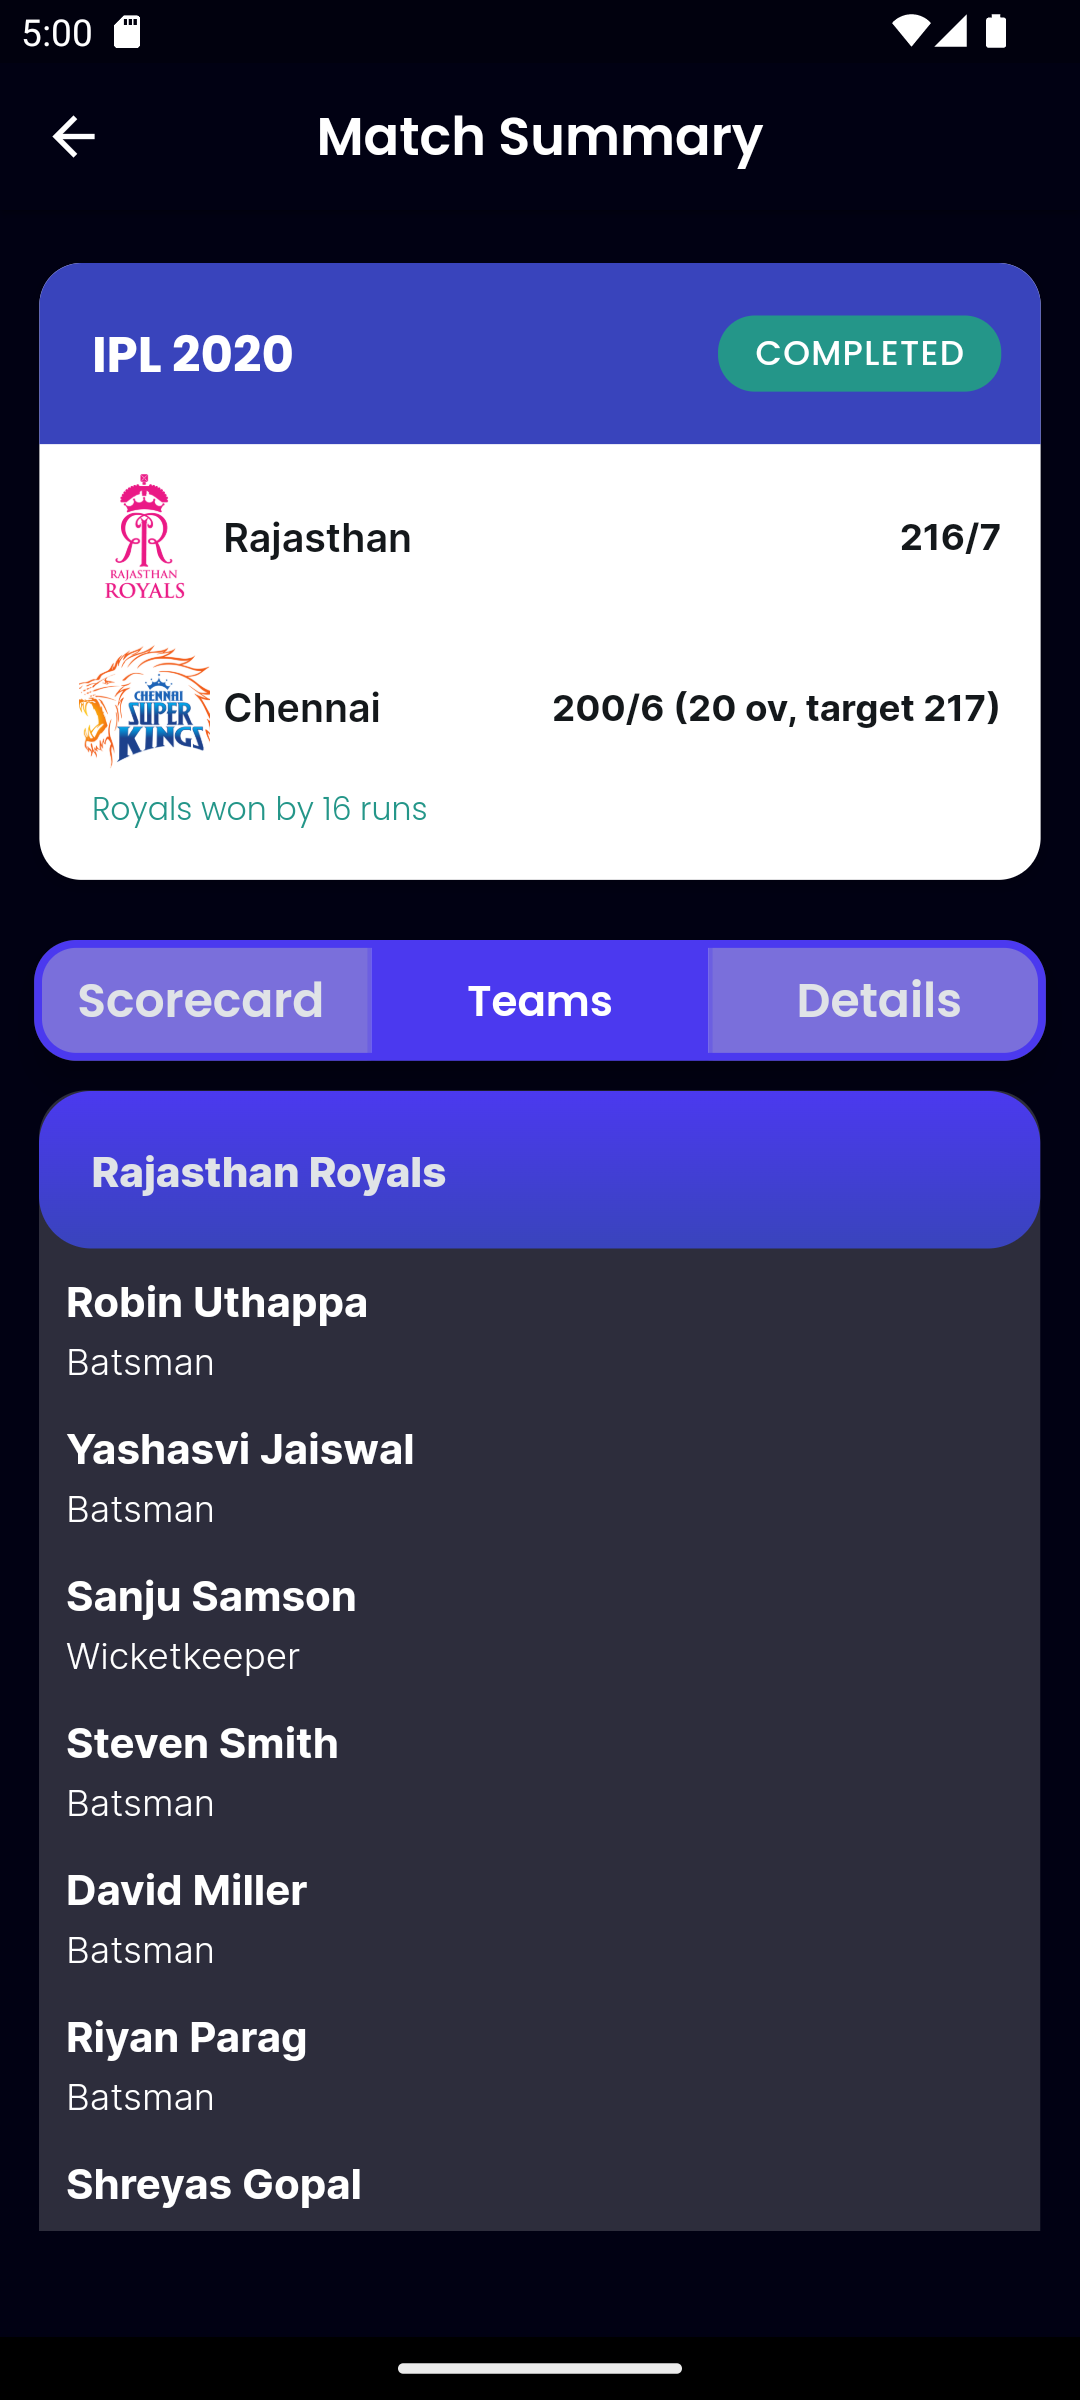 5:00
Match Summary
IPL 2020
COMPLETED
RAJASTHAN
ROYALS
Rajasthan
216/7
CHENNAI
SUPER
KINGS
Chennai
200/6 (20 ov, target 217)
Royals won by 16 runs
Scorecard
Teams
Details
Rajasthan Royals
Robin Uthappa
Batsman
Yashasvi Jaiswal
Batsman
Sanju Samson
Wicketkeeper
Steven Smith
Batsman
David Miller
Batsman
Riyan Parag
Batsman
Shreyas Gopal